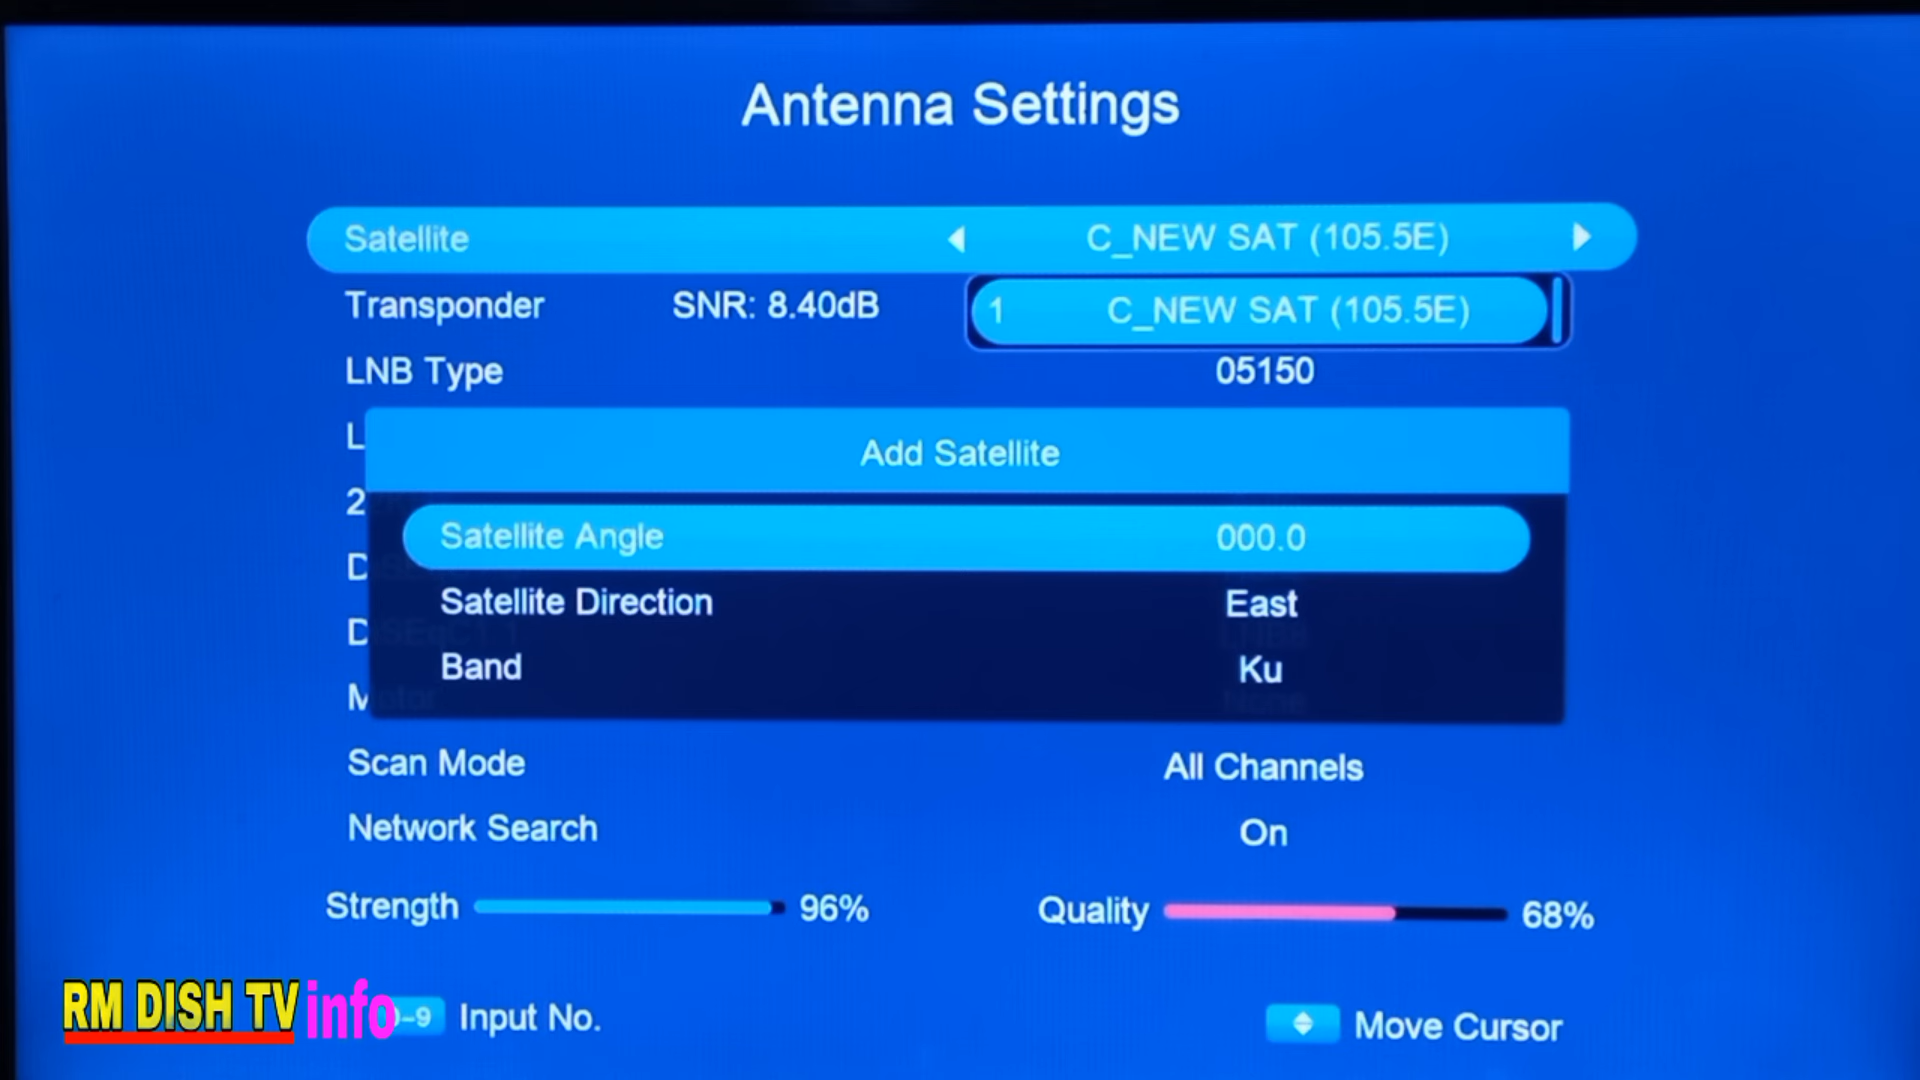 Antenna Settings
Satellite C_NEW SAT (105.5E)
Transponder SNR: 8.40dB 1 C_NEW SAT (105.5E)
LNB Type 05150
L
Add Satellite
2
Satellite Angle 000.0
D
Satellite Direction East
D
Band Ku
M
Scan Mode All Channels
Network Search On
Strength 96% Quality 68%
RM DISH TV info -9 Input No. Move Cursor